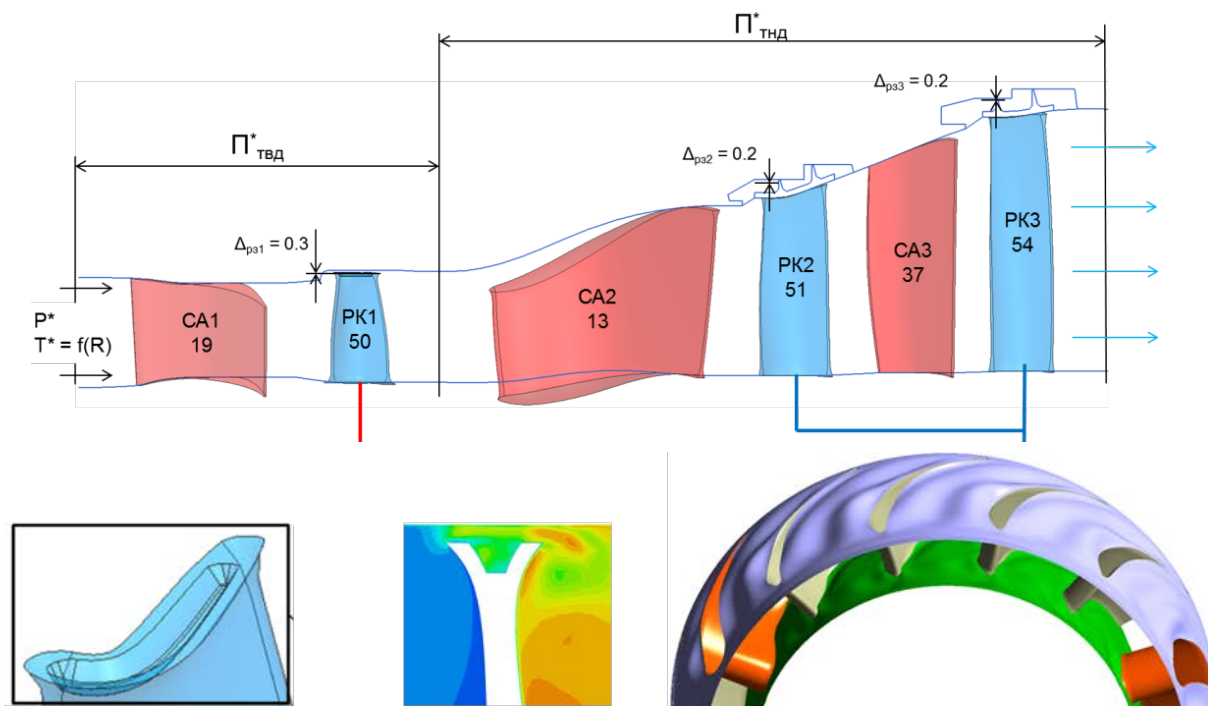 П*тнд
Δрз3 = 0.2
П*твд
Δрз2 = 0.2
Δрз1 = 0.3
P*
T* = f(R)
СА1
19
РК1
50
СА2
13
РК2
51
СА3
37
РК3
54